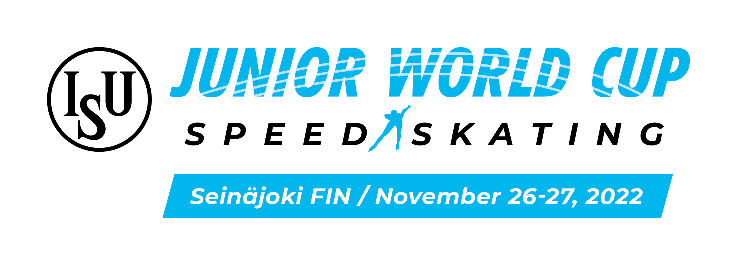 ISU
JUNIOR WORLD CUP
SPEED SKATING
Seinäjoki FIN / November 26-27, 2022